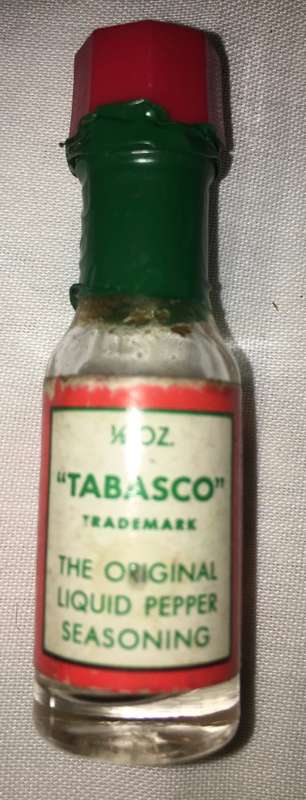 ⅛ OZ.
"TABASCO"
TRADEMARK
THE ORIGINAL
LIQUID PEPPER
SEASONING